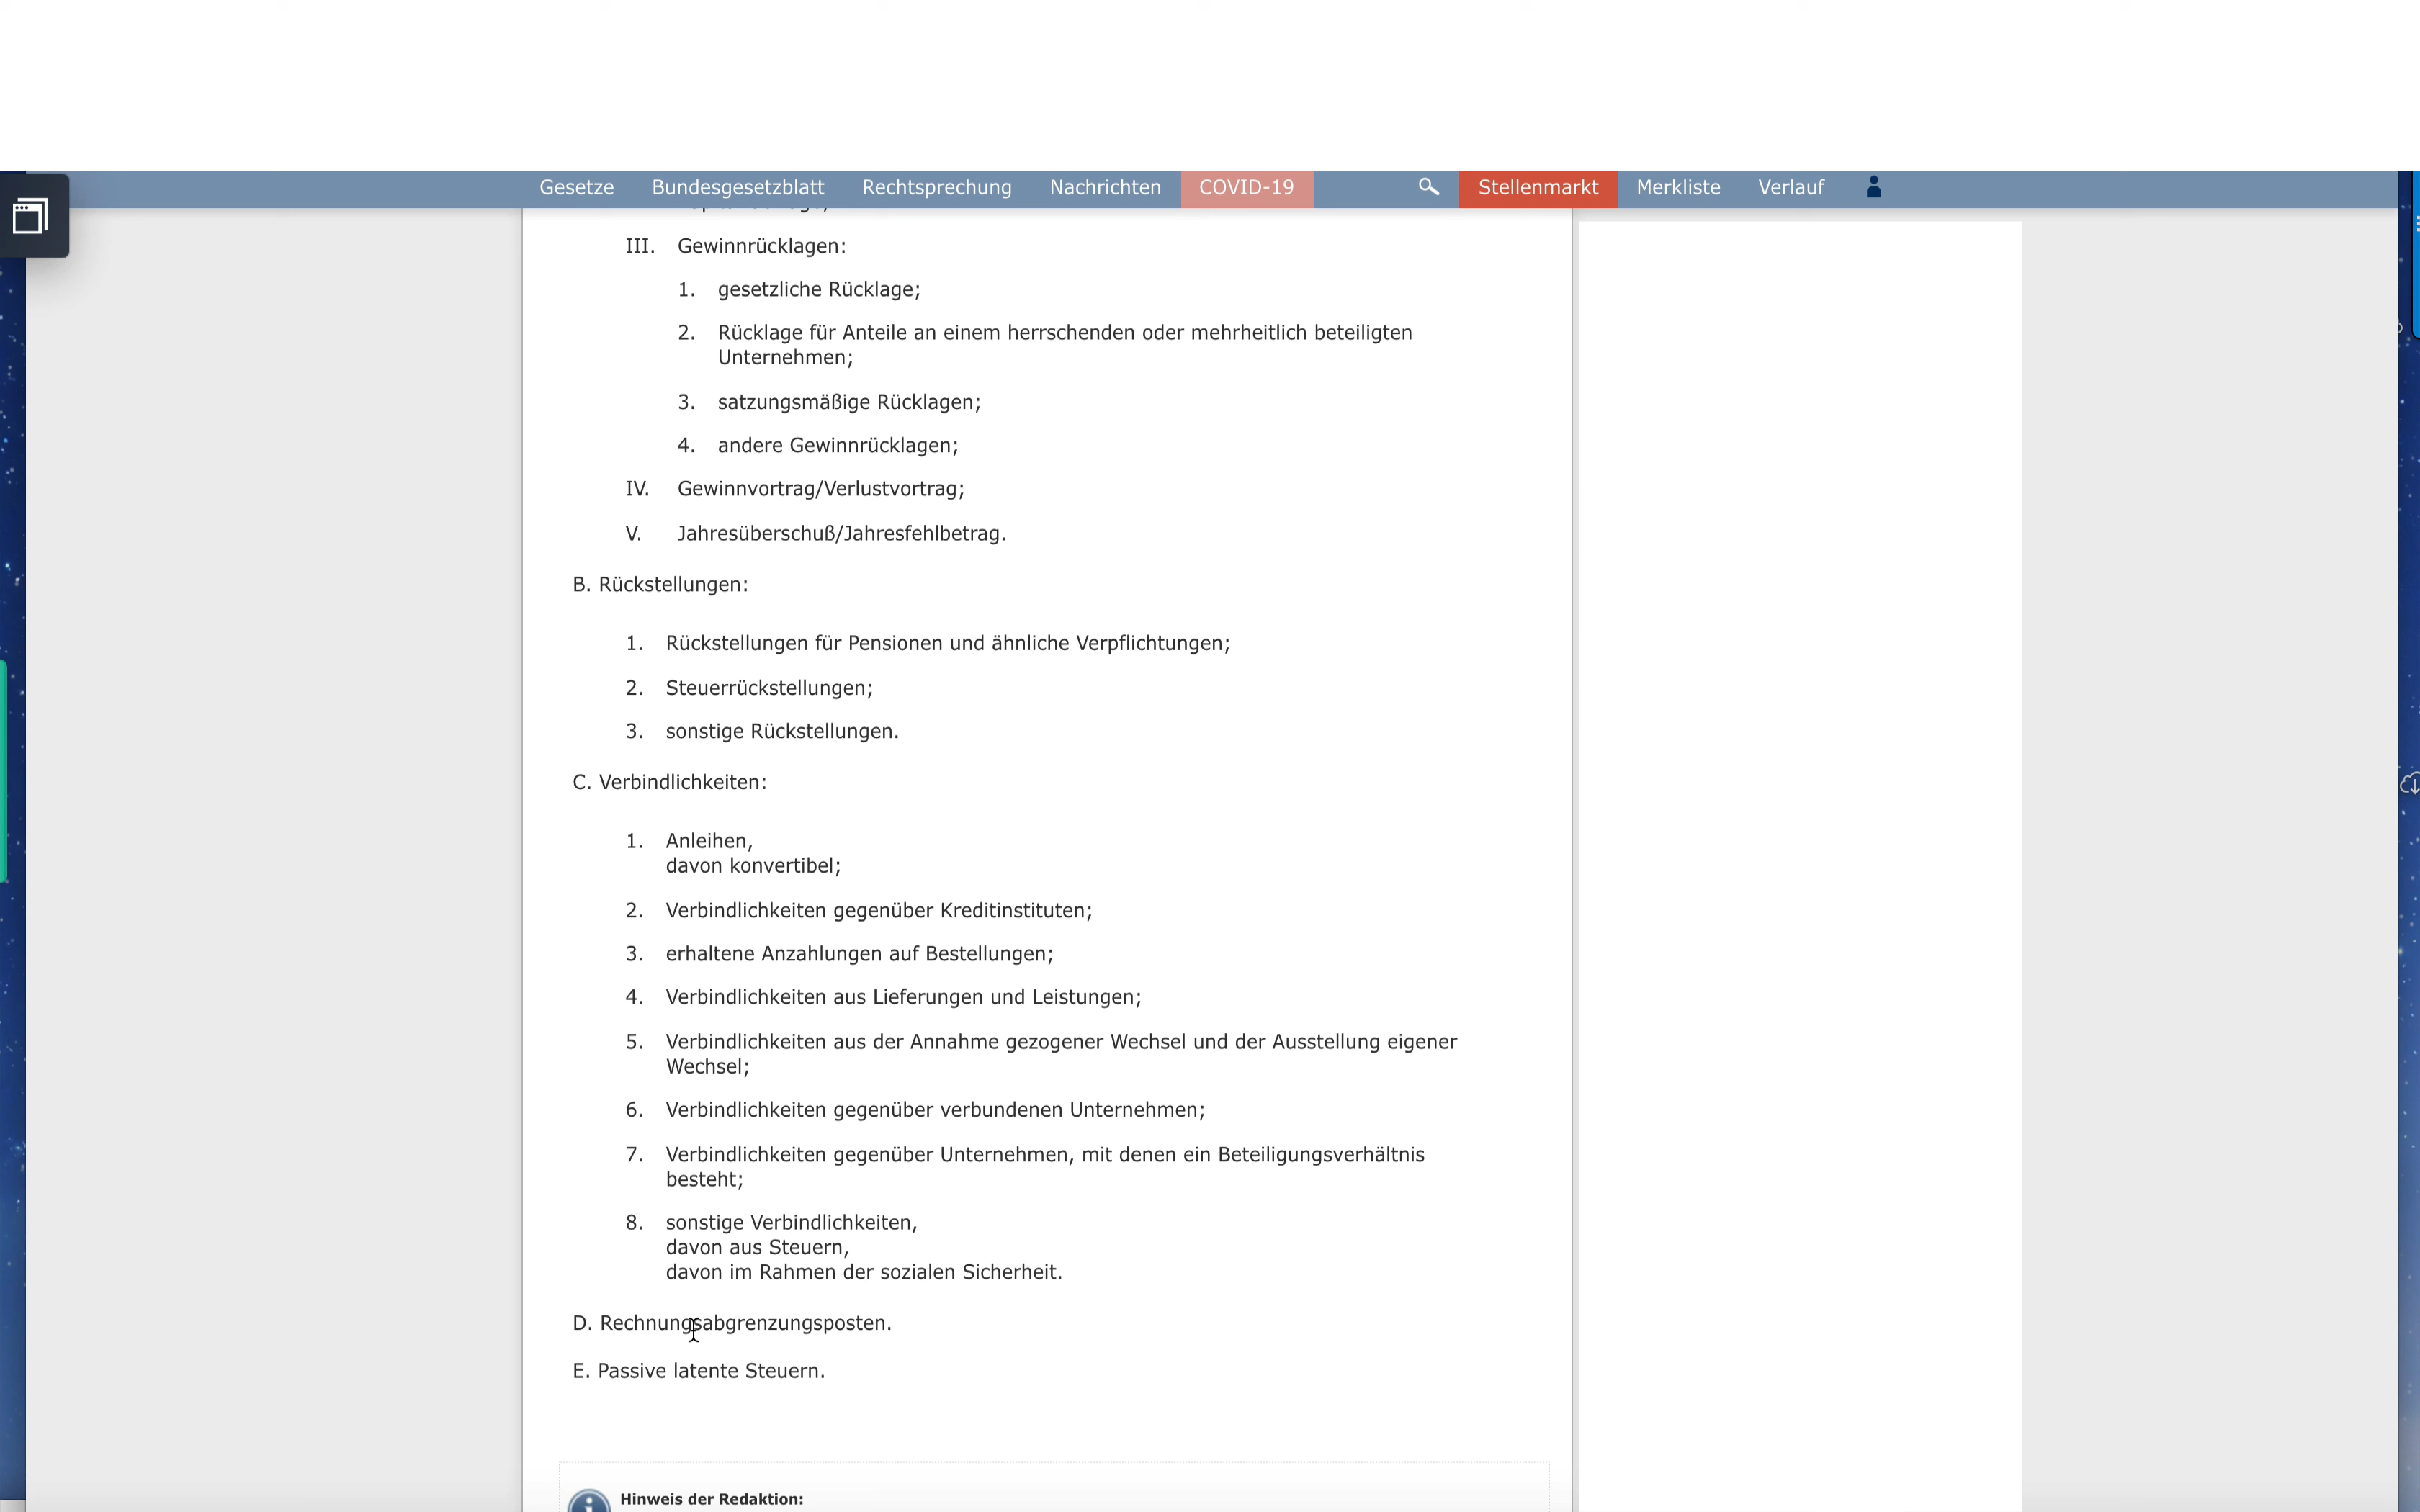 Gesetze Bundesgesetzblatt Rechtsprechung Nachrichten COVID-19 Stellenmarkt Merkliste Verlauf
III. Gewinnrücklagen:
1. gesetzliche Rücklage;
2. Rücklage für Anteile an einem herrschenden oder mehrheitlich beteiligten
Unternehmen;
3. satzungsmäßige Rücklagen;
4. andere Gewinnrücklagen;
IV. Gewinnvortrag/Verlustvortrag;
V. Jahresüberschuß/Jahresfehlbetrag.
B. Rückstellungen:
1. Rückstellungen für Pensionen und ähnliche Verpflichtungen;
2. Steuerrückstellungen;
3. sonstige Rückstellungen.
C. Verbindlichkeiten:
1. Anleihen,
davon konvertibel;
2. Verbindlichkeiten gegenüber Kreditinstituten;
3. erhaltene Anzahlungen auf Bestellungen;
4. Verbindlichkeiten aus Lieferungen und Leistungen;
5. Verbindlichkeiten aus der Annahme gezogener Wechsel und der Ausstellung eigener
Wechsel;
6. Verbindlichkeiten gegenüber verbundenen Unternehmen;
7. Verbindlichkeiten gegenüber Unternehmen, mit denen ein Beteiligungsverhältnis
besteht;
8. sonstige Verbindlichkeiten,
davon aus Steuern,
davon im Rahmen der sozialen Sicherheit.
D. Rechnungsabgrenzungsposten.
E. Passive latente Steuern.
Hinweis der Redaktion: